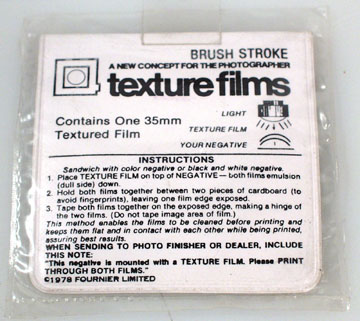 BRUSH STROKE
A NEW CONCEPT FOR THE PHOTOGRAPHER
texture films
Contains One 35mm
Textured Film
LIGHT
TEXTURE FILM
YOUR NEGATIVE
INSTRUCTIONS
Sandwich with color negative or black and white negative.
1. Place TEXTURE FILM on top of NEGATIVE — both films emulsion
(dull side) down.
2. Hold both films together between two pieces of cardboard (to
avoid fingerprints), leaving one film edge exposed.
3. Tape both films together on the exposed edge, making a hinge of
the two films. (Do not tape image area of film.)
This method enables the films to be cleaned before printing and
keeps them flat and in contact with each other while being printed,
assuring best results.
WHEN SENDING TO PHOTO FINISHER OR DEALER, INCLUDE
THIS NOTE:
"This negative is mounted with a TEXTURE FILM. Please PRINT
THROUGH BOTH FILMS."
©1978 FOURNIER LIMITED